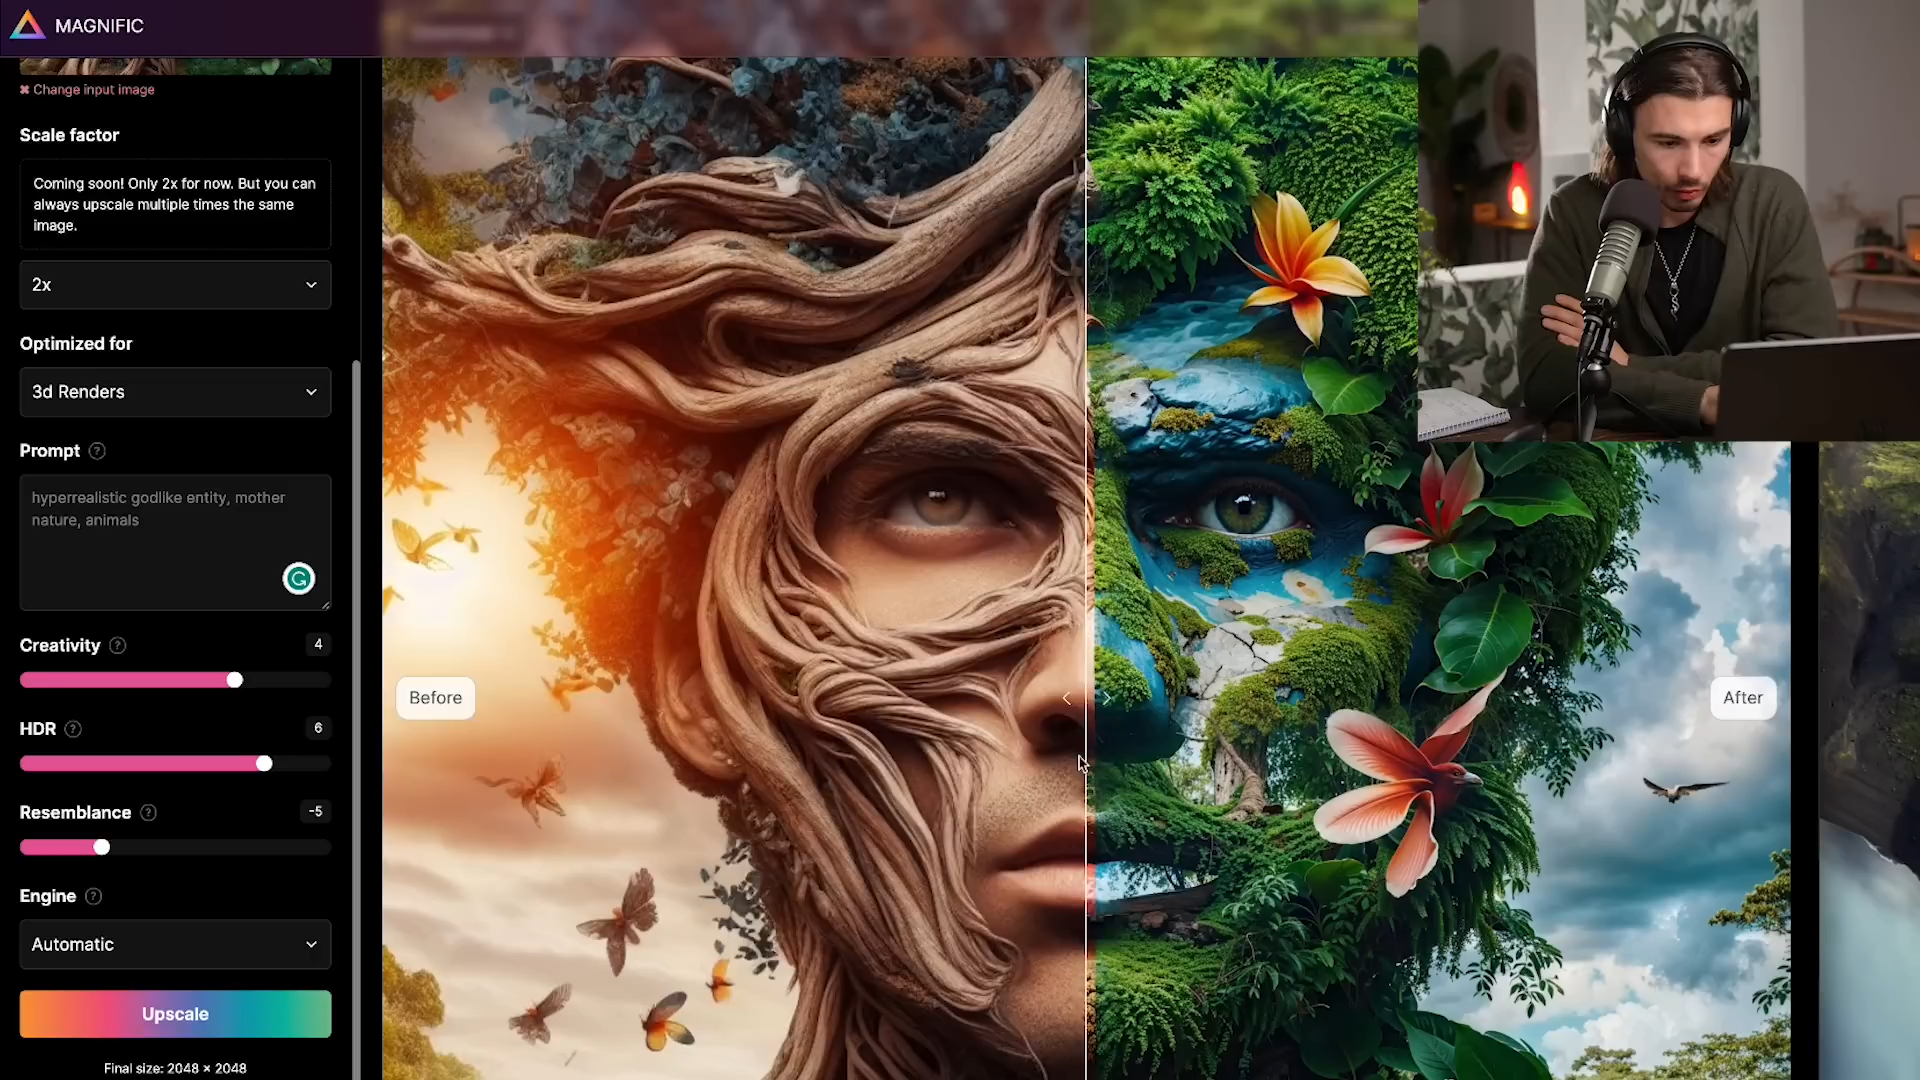 MAGNIFIC
✖ Change input image
Scale factor
Coming soon! Only 2x for now. But you can
always upscale multiple times the same
image.
2x
Optimized for
3d Renders
Prompt ?
hyperrealistic godlike entity, mother
nature, animals
Creativity ? 4
HDR ? 6
Resemblance ? -5
Engine ?
Automatic
Upscale
Final size: 2048 × 2048
Before
After